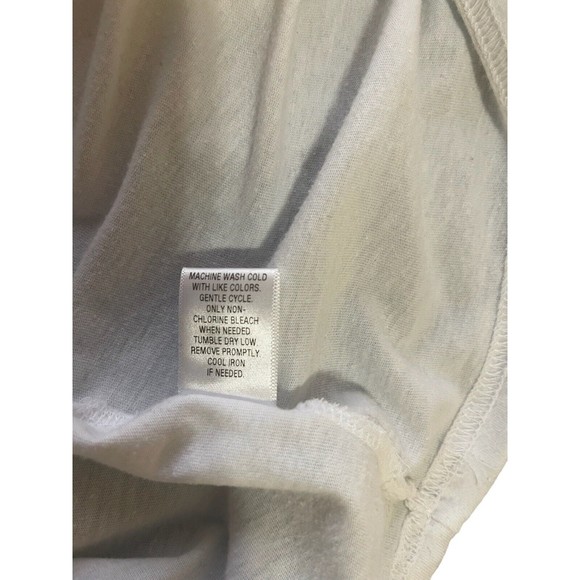 MACHINE WASH COLD
WITH LIKE COLORS.
GENTLE CYCLE.
ONLY NON-
CHLORINE BLEACH
WHEN NEEDED
TUMBLE DRY LOW
REMOVE PROMPTLY
COOL IRON
IF NEEDED.